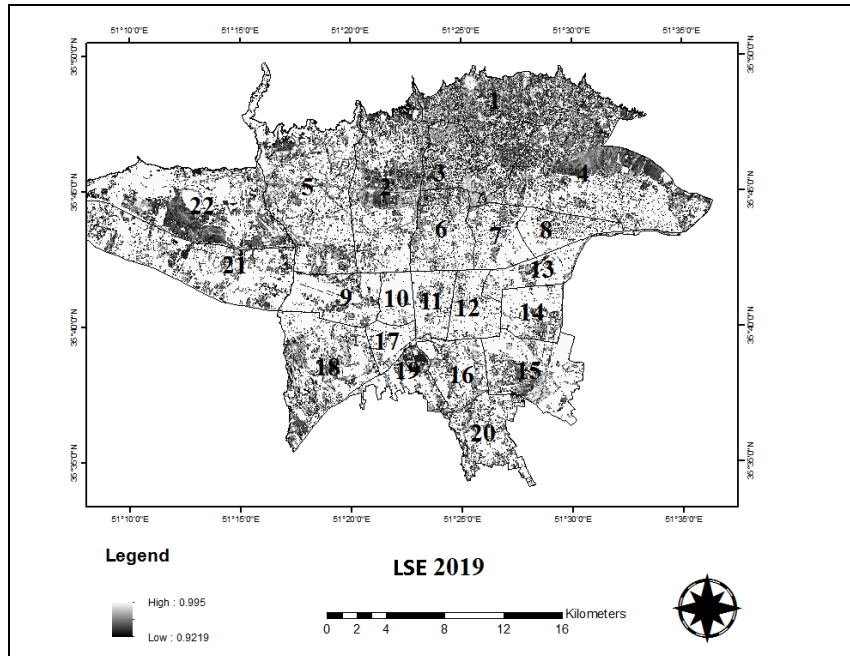 51°10'0"E 51°15'0"E 51°20'0"E 51°25'0"E 51°30'0"E 51°35'0"E
35°50'0"N 35°50'0"N
1
3 4
5 2
35°45'0"N 35°45'0"N
22
6 7 8
21 13
9 10 11 12 14
35°40'0"N 35°40'0"N
17
18 19 16 15
20
35°35'0"N 35°35'0"N
51°10'0"E 51°15'0"E 51°20'0"E 51°25'0"E 51°30'0"E 51°35'0"E
Legend
LSE 2019
High : 0.995
Low : 0.9219
Kilometers
0 2 4 8 12 16